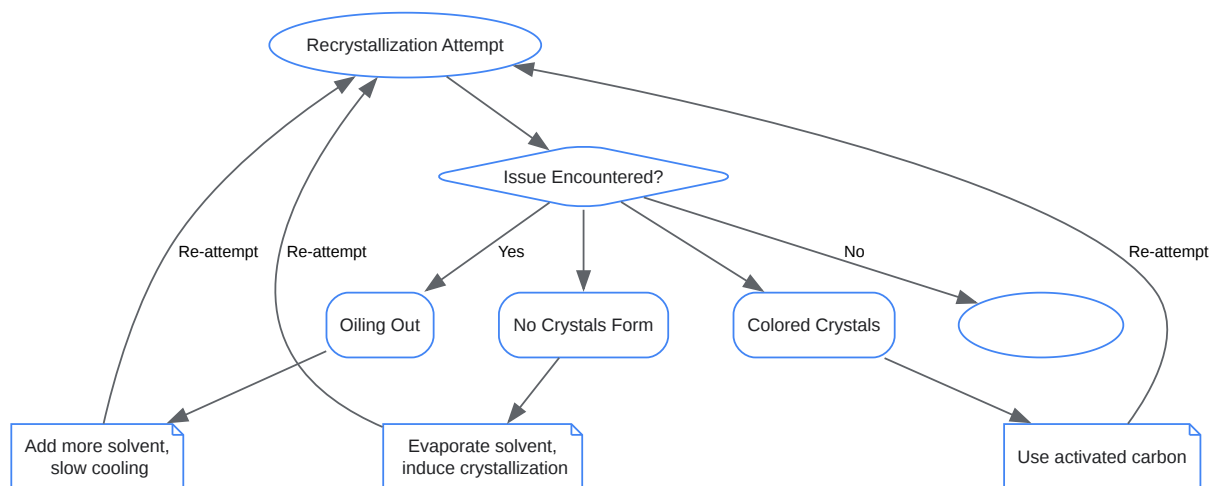 Recrystallization Attempt
Issue Encountered?
Re-attempt
Re-attempt
Yes
No
Re-attempt
Oiling Out
No Crystals Form
Colored Crystals
Add more solvent,
slow cooling
Evaporate solvent,
induce crystallization
Use activated carbon